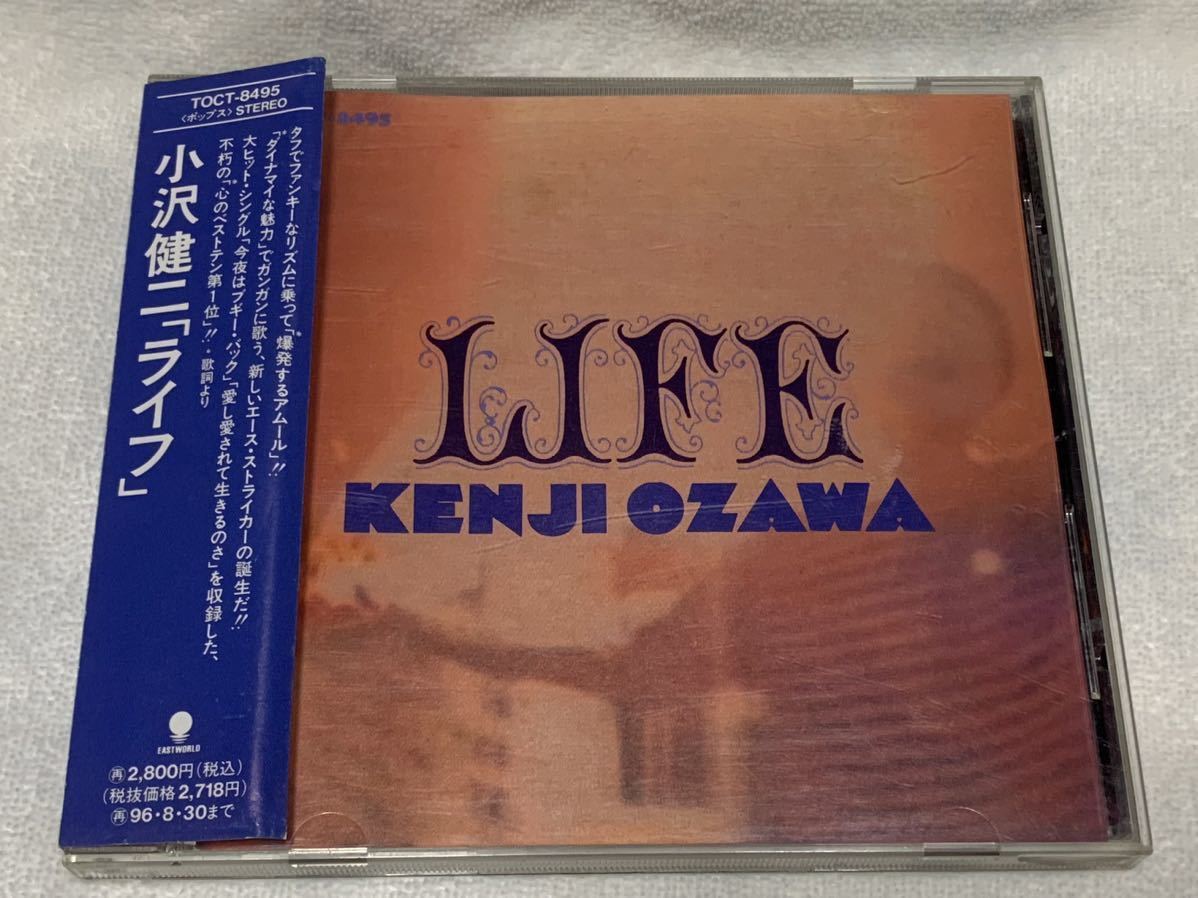 TOCT-8495
〈ポップス〉STEREO
タフでファンキーなリズムに乗って「爆発するアムール」!!
「ダイナマイな魅力」でガンガンに歌う、新しいエース・ストライカーの誕生だ!!
大ヒット・シングル「今夜はブギー・バック」「愛し愛されて生きるのさ」を収録した、
不朽の「心のベストテン第1位」!! *歌詞より
小沢健二「ライフ」
EASTWORLD
再2,800円(税込)
(税抜価格2,718円)
再96・8・30まで
8495
LIFE
KENJI OZAWA